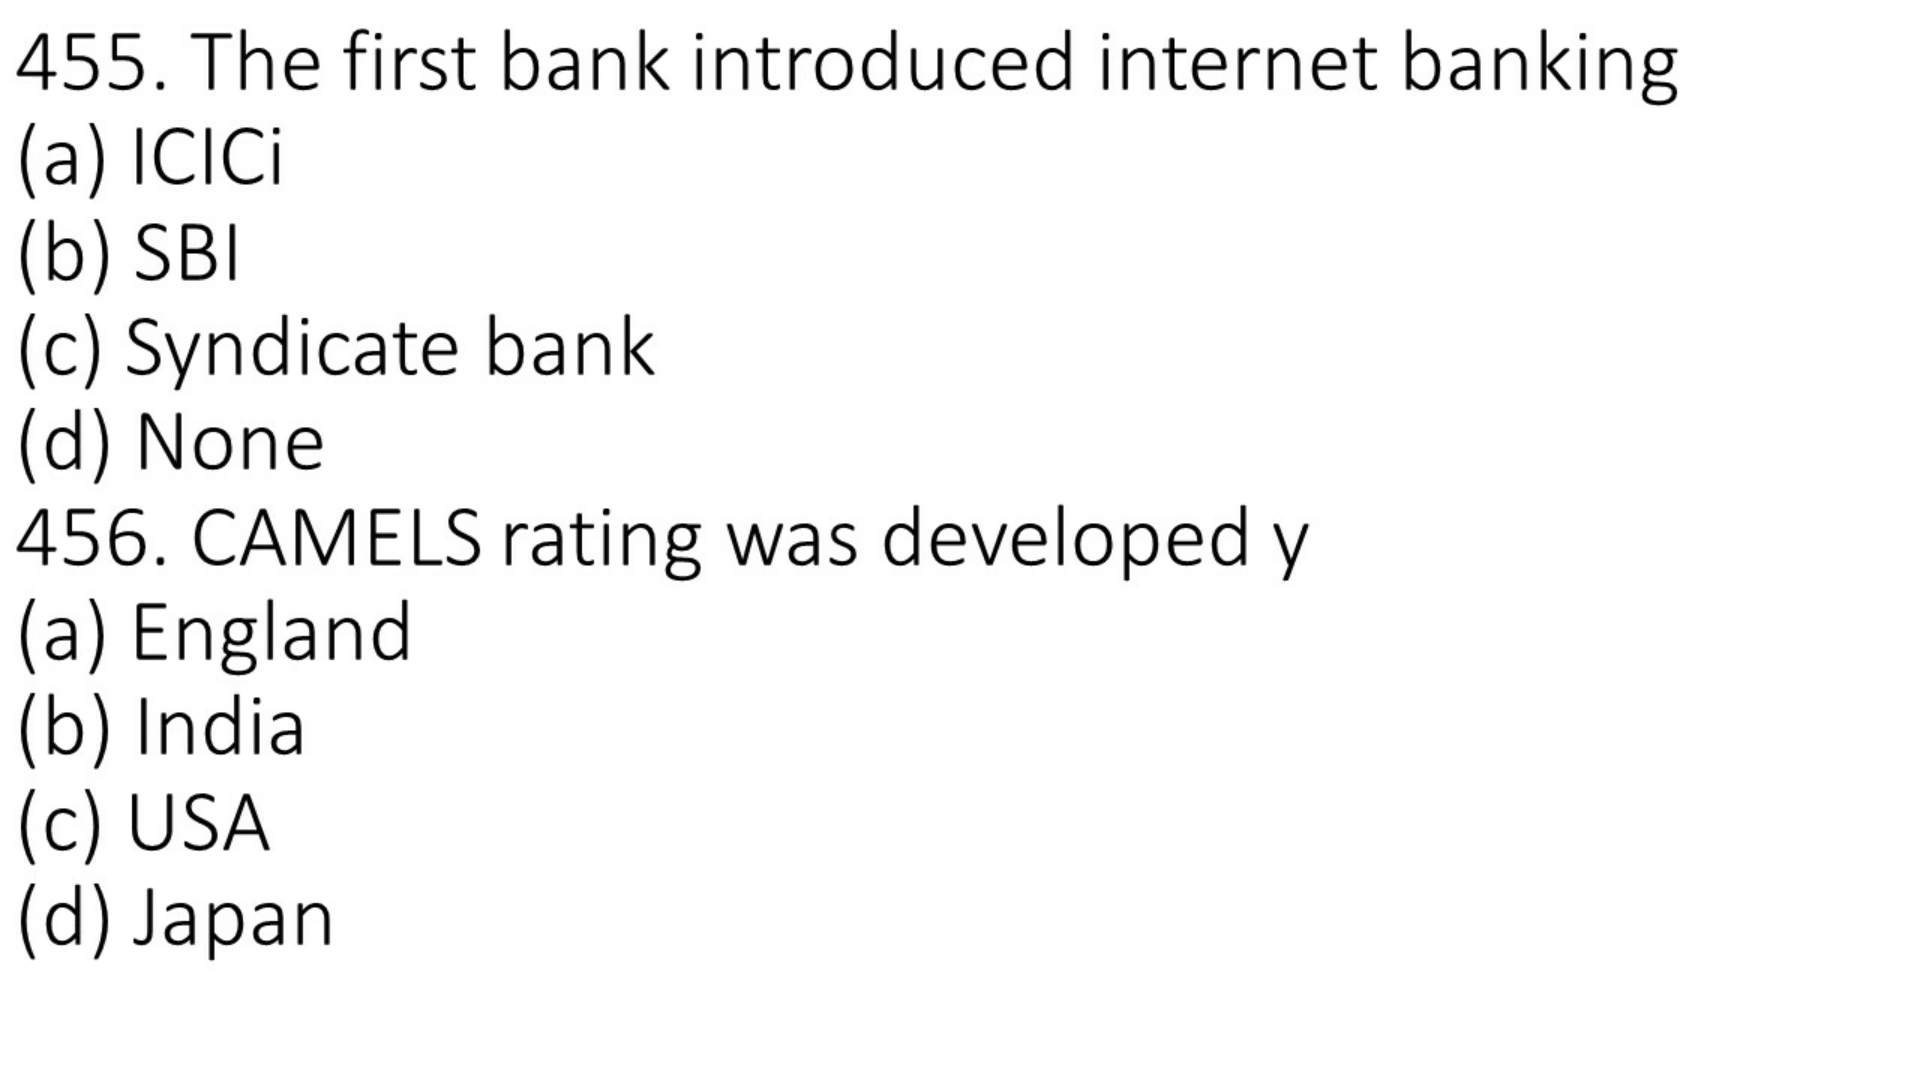 455. The first bank introduced internet banking
(a) ICICi
(b) SBI
(c) Syndicate bank
(d) None
456. CAMELS rating was developed y
(a) England
(b) India
(c) USA
(d) Japan